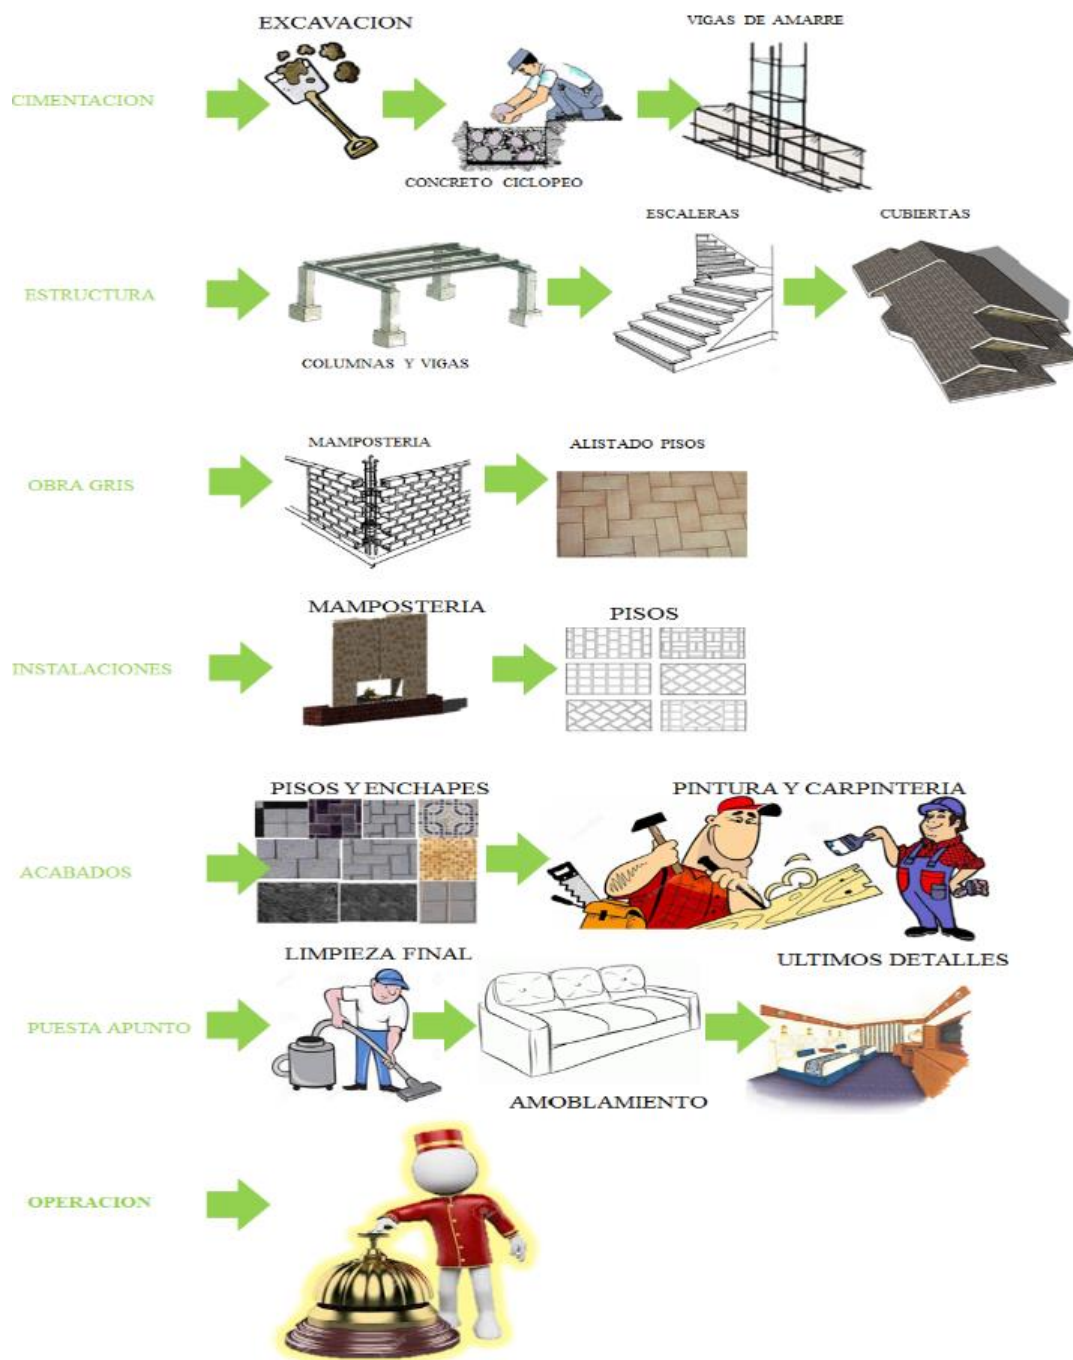 EXCAVACION
VIGAS DE AMARRE
CIMENTACION
CONCRETO CICLOPEO
ESCALERAS
CUBIERTAS
ESTRUCTURA
COLUMNAS Y VIGAS
MAMPOSTERIA
ALISTADO PISOS
OBRA GRIS
MAMPOSTERIA
PISOS
INSTALACIONES
PISOS Y ENCHAPES
PINTURA Y CARPINTERIA
ACABADOS
LIMPIEZA FINAL
ULTIMOS DETALLES
PUESTA APUNTO
AMOBLAMIENTO
OPERACION